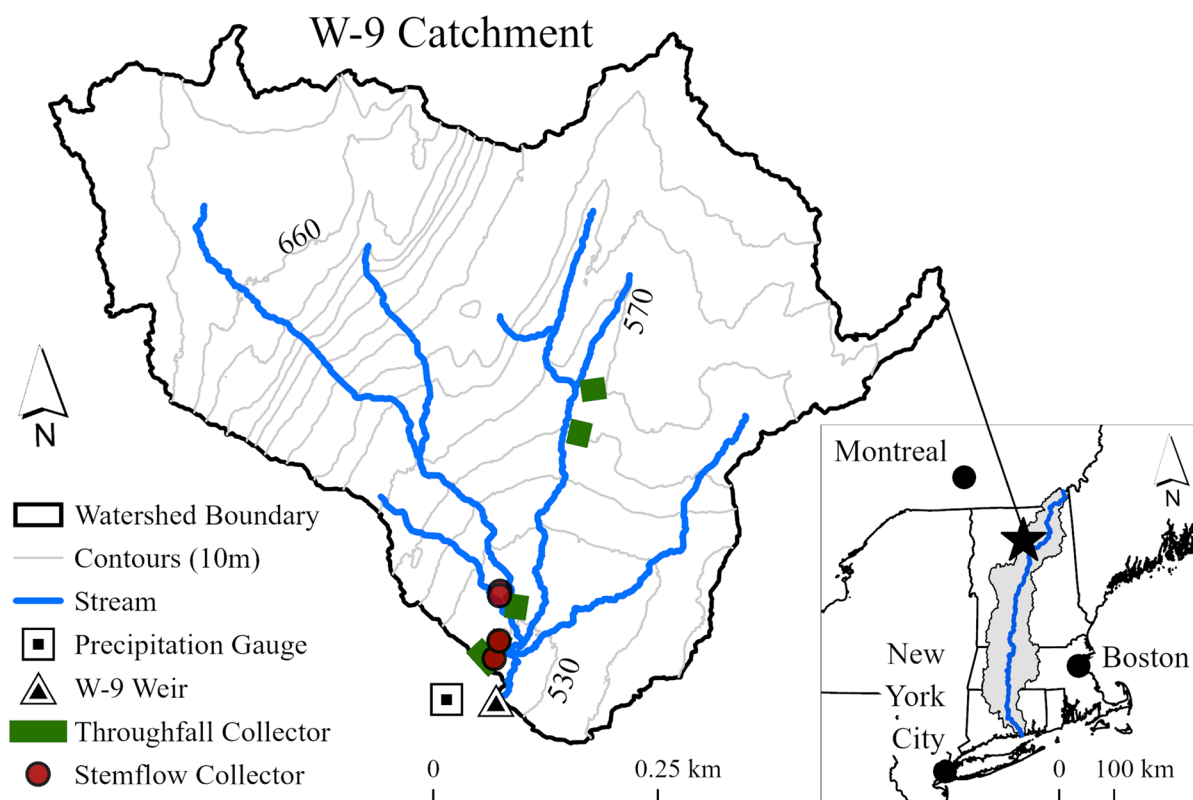 W-9 Catchment
660
570
530
N
Watershed Boundary
Contours (10m)
Stream
Precipitation Gauge
W-9 Weir
Throughfall Collector
Stemflow Collector
0
0.25 km
Montreal
N
New
York
City
Boston
0
100 km